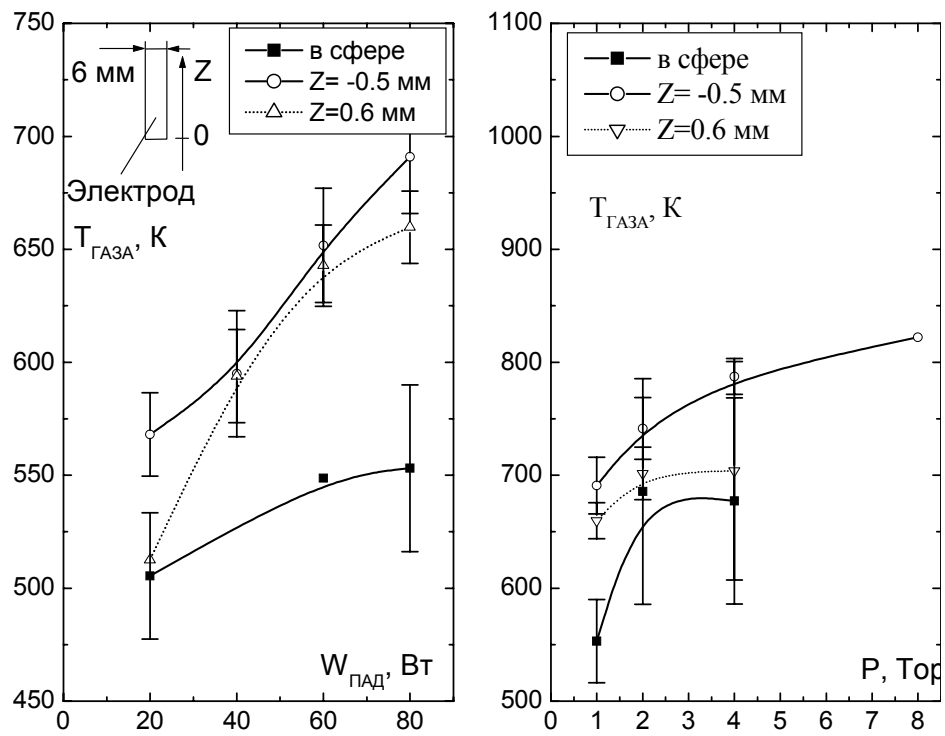 750
700
650
600
550
500
450
0
20
40
60
80
6 мм
Z
0
Электрод
T_ГАЗА, К
в сфере
Z= -0.5 мм
Z=0.6 мм
W_ПАД, Вт
1100
1000
900
800
700
600
500
0
1
2
3
4
5
6
7
8
в сфере
Z= -0.5 мм
Z=0.6 мм
T_ГАЗА, К
P, Тор